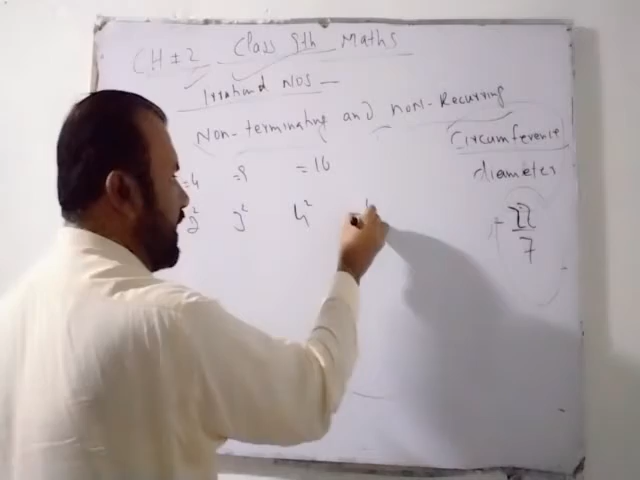 CH # 2 Class 9th Maths
Irrational NOS -
Non-terminating and non-Recurring
Circumference
diameter
=4 =9 =16
2² 3² 4²
22
7